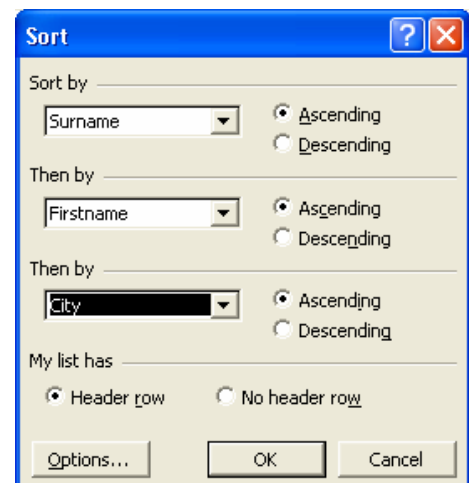 Sort
Sort by
Surname
Ascending
Descending
Then by
Firstname
Ascending
Descending
Then by
City
Ascending
Descending
My list has
Header row
No header row
Options...
OK
Cancel